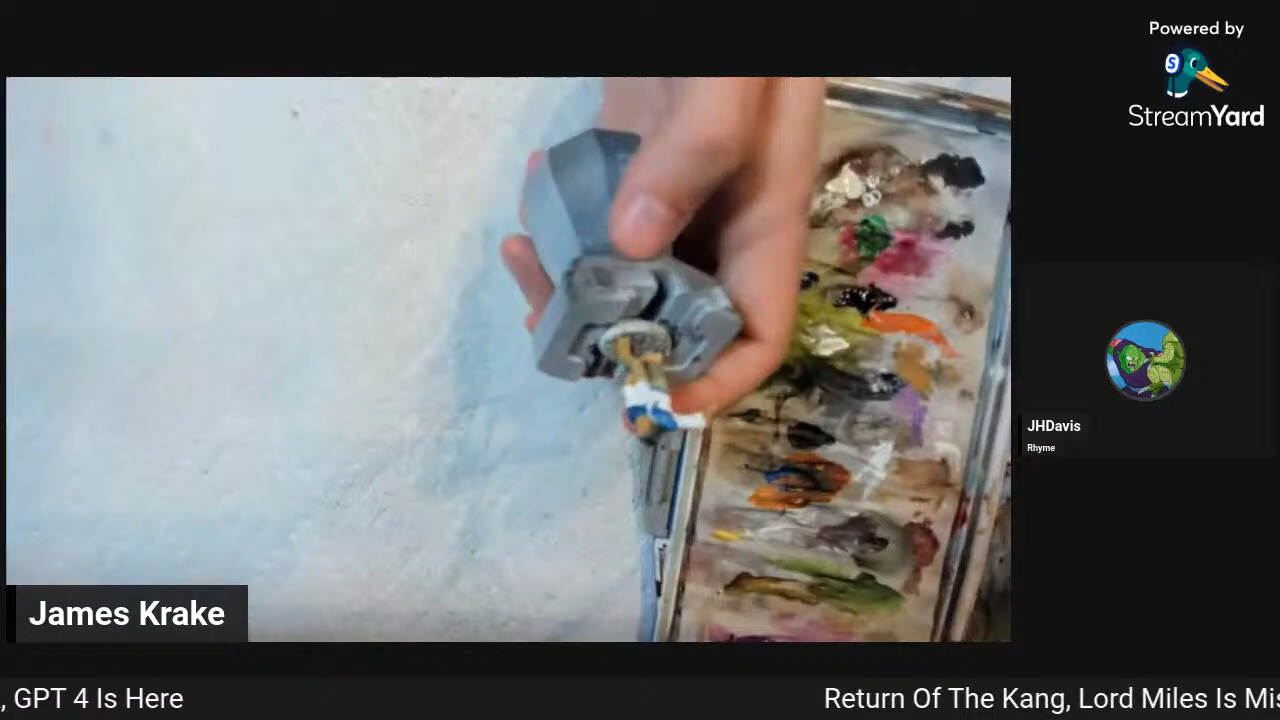 Powered by
S
StreamYard
JHDavis
Rhyme
James Krake
, GPT 4 Is Here
Return Of The Kang, Lord Miles Is Mis